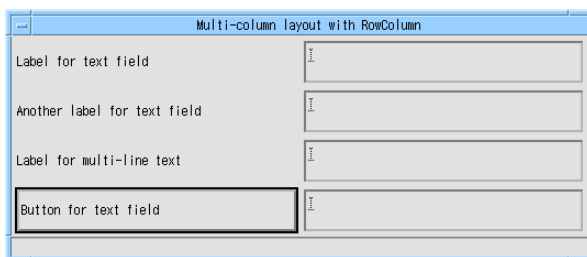 Multi-column layout with RowColumn
Label for text field
Another label for text field
Label for multi-line text
Button for text field